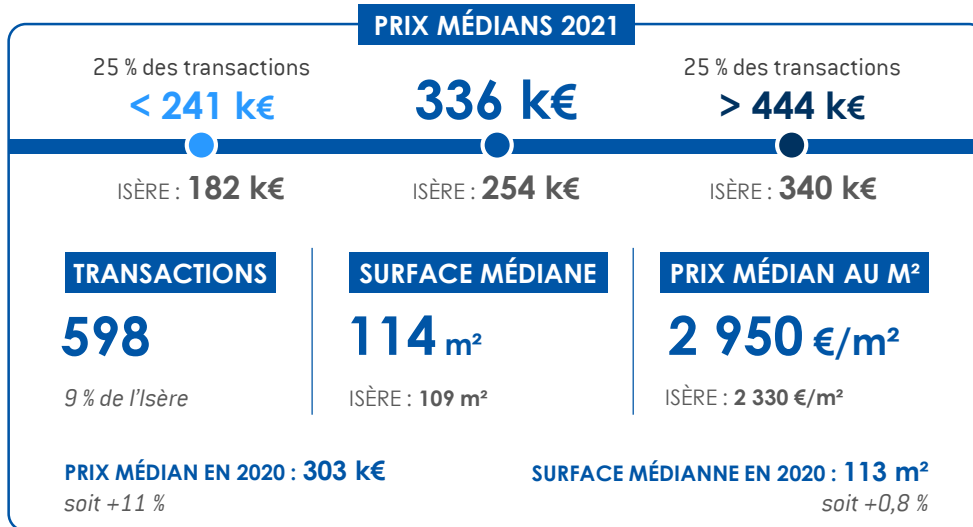 PRIX MÉDIANS 2021
25 % des transactions
< 241 k€
336 k€
25 % des transactions
> 444 k€
ISÈRE : 182 k€
ISÈRE : 254 k€
ISÈRE : 340 k€
TRANSACTIONS
598
9 % de l'Isère
SURFACE MÉDIANE
114 m²
ISÈRE : 109 m²
PRIX MÉDIAN AU M²
2 950 €/m²
ISÈRE : 2 330 €/m²
PRIX MÉDIAN EN 2020 : 303 k€
soit +11 %
SURFACE MÉDIANNE EN 2020 : 113 m²
soit +0,8 %